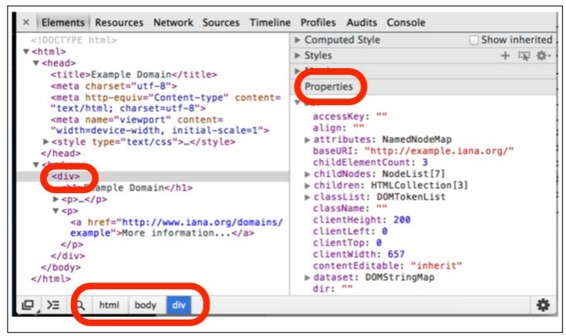 × Elements Resources Network Sources Timeline Profiles Audits Console
<!DOCTYPE html>
▼<html>
▼<head>
<title>Example Domain</title>
<meta charset="utf-8">
<meta http-equiv="Content-type" content=
"text/html; charset=utf-8">
<meta name="viewport" content=
"width=device-width, initial-scale=1">
▶<style type="text/css">…</style>
</head>
<div>
Example Domain</h1>
▶<p>…</p>
▼<p>
<a href="http://www.iana.org/domains/
example">More information...</a>
</p>
</div>
</body>
</html>
▶ Computed Style Show inherited
▶ Styles
Properties
accessKey: ""
align: ""
▶ attributes: NamedNodeMap
baseURI: "http://example.iana.org/"
childElementCount: 3
▶ childNodes: NodeList[7]
▶ children: HTMLCollection[3]
▶ classList: DOMTokenList
className: ""
clientHeight: 200
clientLeft: 0
clientTop: 0
clientWidth: 657
contentEditable: "inherit"
▶ dataset: DOMStringMap
dir: ""
html body div